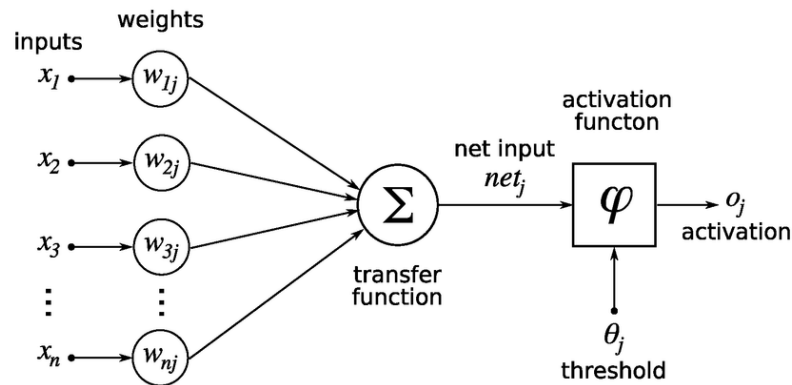 weights
inputs
x₁ w₁ⱼ
activation
functon
x₂ w₂ⱼ
net input
netⱼ
Σ
φ
oⱼ
activation
x₃ w₃ⱼ
transfer
function
⋮ ⋮
xₙ wₙⱼ
θⱼ
threshold